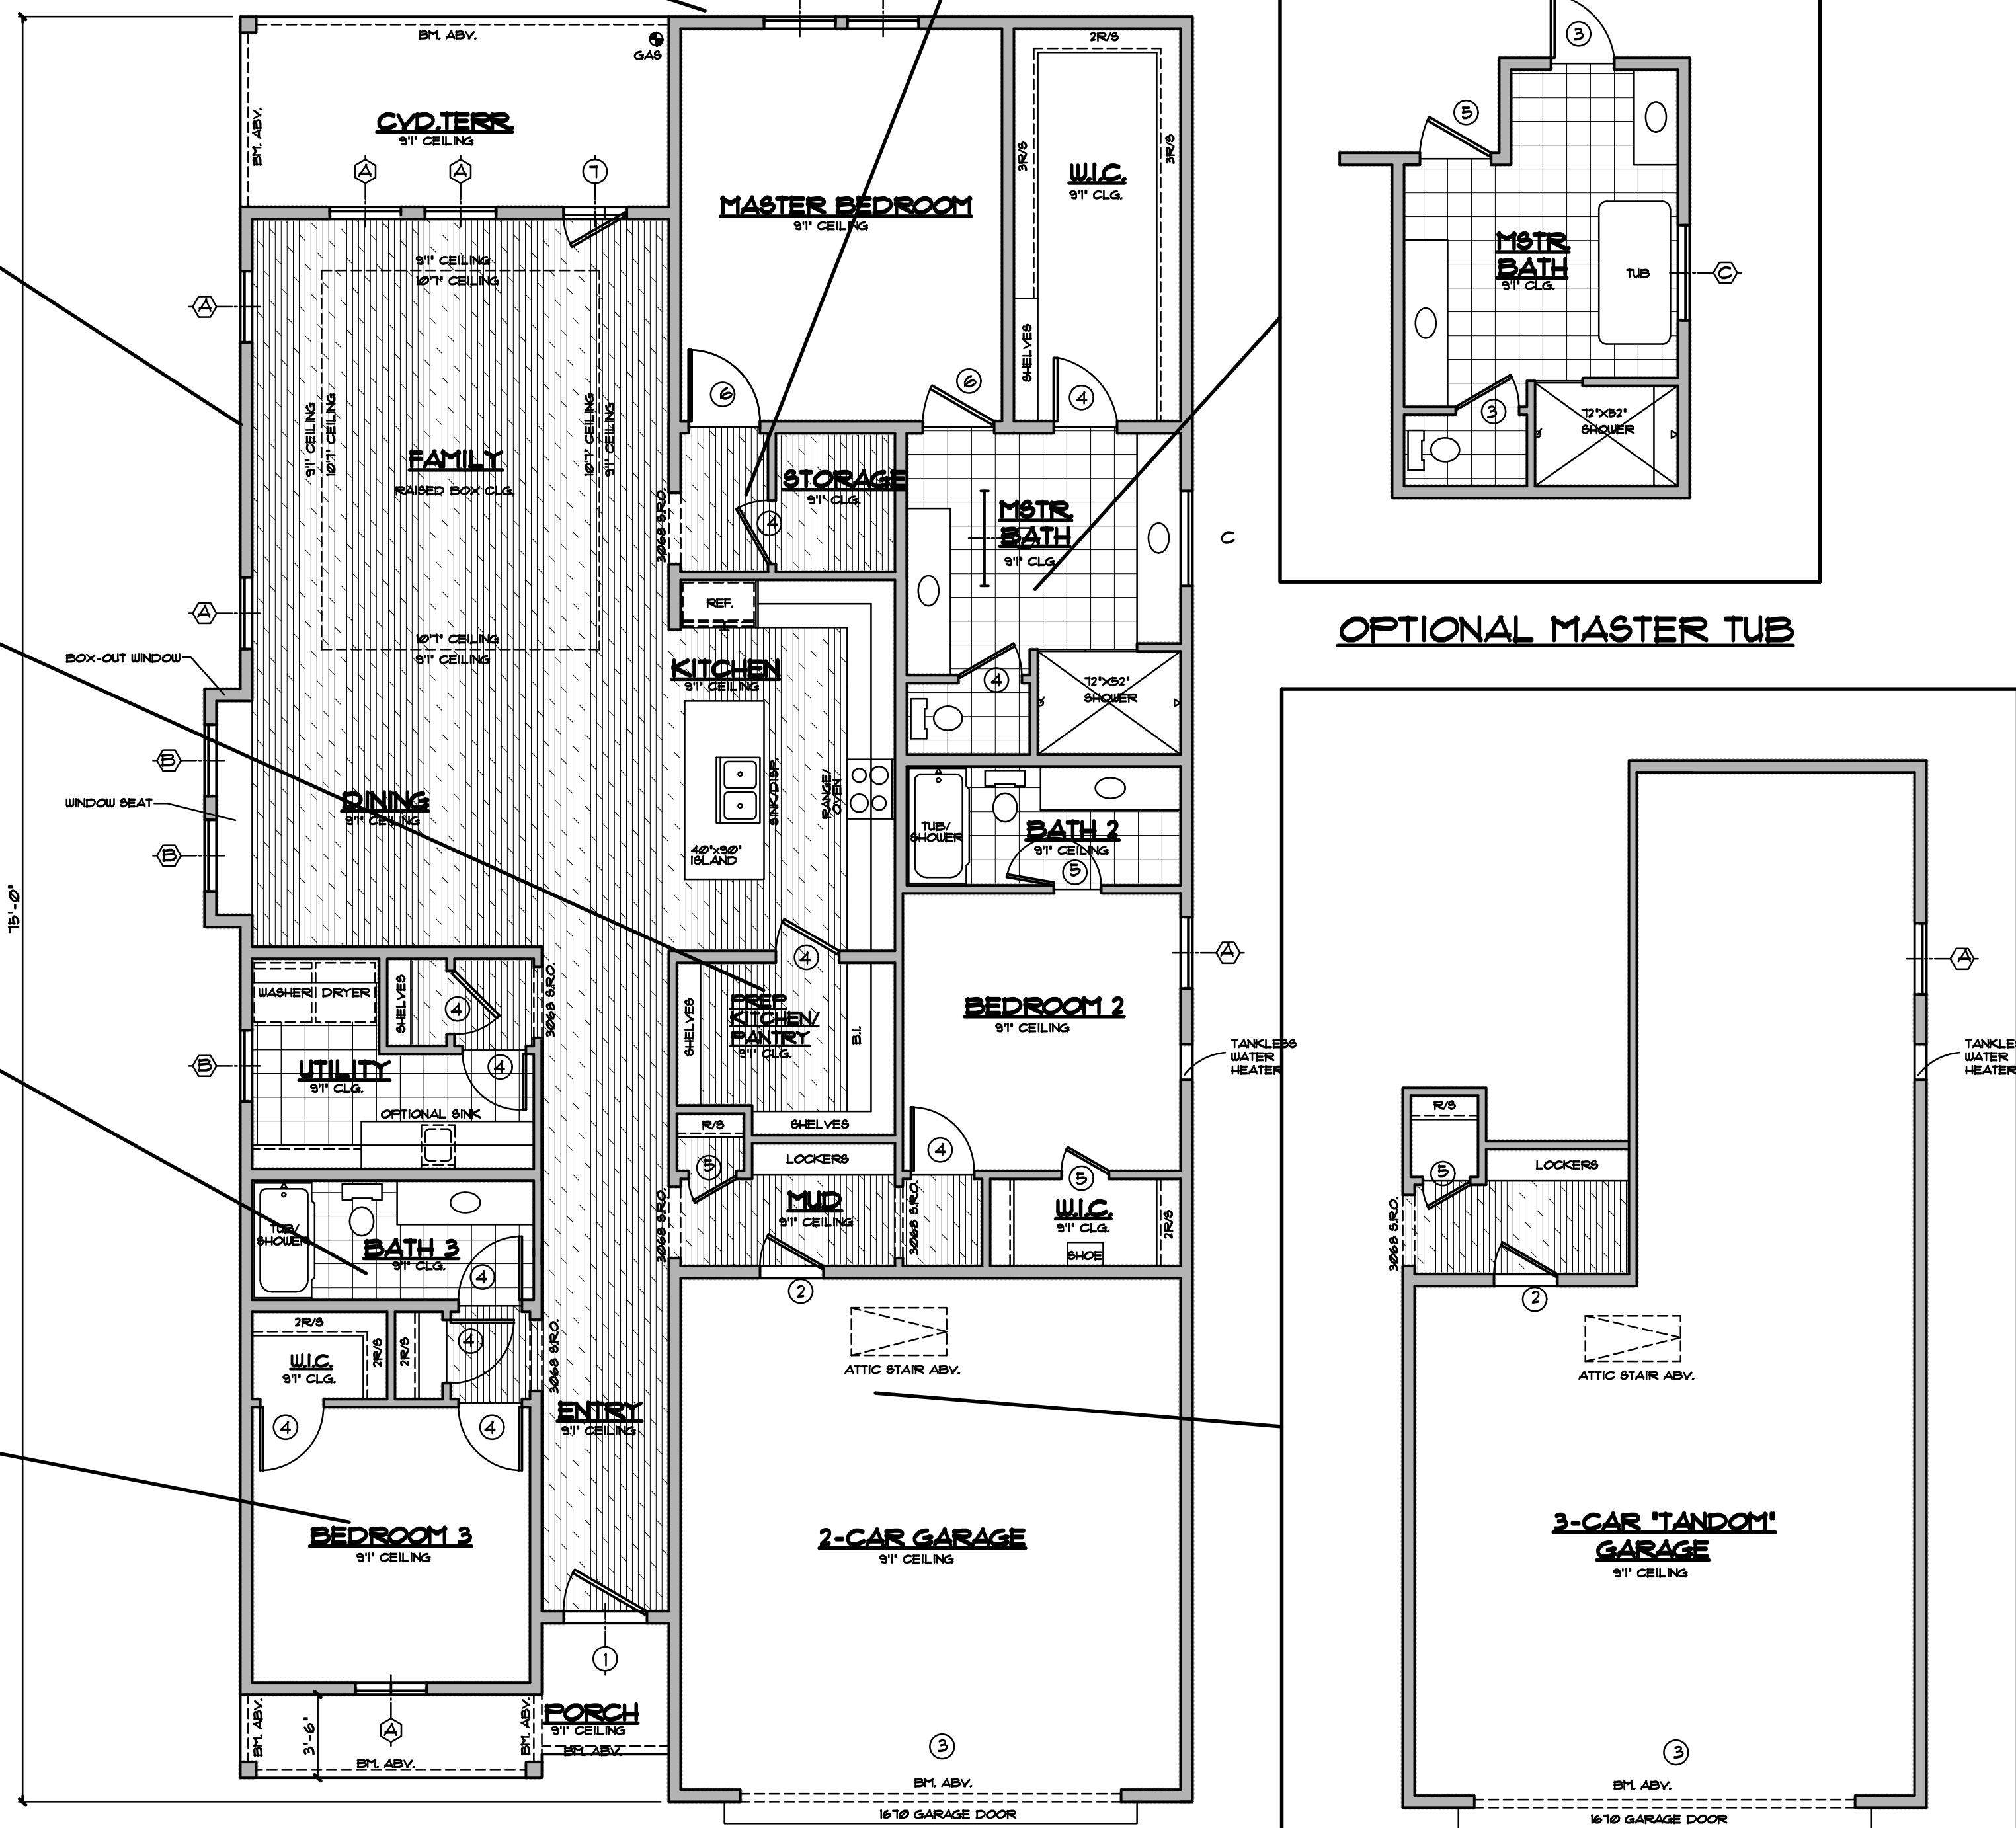 BM. ABV.
GAS
BM. ABV.
CYD.TERR.
9'1" CEILING
A
A
7
MASTER BEDROOM
9'1" CEILING
2R/S
3R/S
3R/S
W.I.C.
9'1" CLG.
SHELVES
6
6
4
9'1" CEILING
10'7" CEILING
A
9'1" CEILING
10'7" CEILING
10'7" CEILING
9'1" CEILING
FAMILY
RAISED BOX CLG.
10'7" CEILING
9'1" CEILING
A
3068 S.R.O.
STORAGE
9'1" CLG.
4
MSTR.
BATH
9'1" CLG.
C
REF.
KITCHEN
9'1" CEILING
4
72"X52"
SHOWER
BOX-OUT WINDOW
B
WINDOW SEAT
B
DINING
9'1" CEILING
SINK/DISP.
RANGE/
OVEN
40"x90"
ISLAND
TUB/
SHOWER
BATH 2
9'1" CEILING
5
75'-0"
4
WASHER
DRYER
SHELVES
4
3068 S.R.O.
B
UTILITY
9'1" CLG.
4
OPTIONAL SINK
SHELVES
PREP
KITCHEN/
PANTRY
9'1" CLG.
B.I.
SHELVES
BEDROOM 2
9'1" CEILING
A
TANKLESS
WATER
HEATER
R/S
5
LOCKERS
4
5
3068 S.R.O.
MUD
9'1" CEILING
3068 S.R.O.
W.I.C.
9'1" CLG.
2R/S
SHOE
2
TUB/
SHOWER
BATH 3
9'1" CLG.
4
2R/S
2R/S
2R/S
4
3068 S.R.O.
W.I.C.
9'1" CLG.
4
4
ATTIC STAIR ABV.
ENTRY
9'1" CEILING
BEDROOM 3
9'1" CEILING
2-CAR GARAGE
9'1" CEILING
1
BM. ABV.
3'-6"
A
BM. ABV.
BM. ABV.
PORCH
9'1" CEILING
BM. ABV.
3
BM. ABV.
1670 GARAGE DOOR
3
5
MSTR.
BATH
9'1" CLG.
TUB
C
3
72"X52"
SHOWER
OPTIONAL MASTER TUB
A
WATER
HEATER
R/S
5
LOCKERS
3068 S.R.O.
2
ATTIC STAIR ABV.
3-CAR "TANDOM"
GARAGE
9'1" CEILING
3
BM. ABV.
1670 GARAGE DOOR